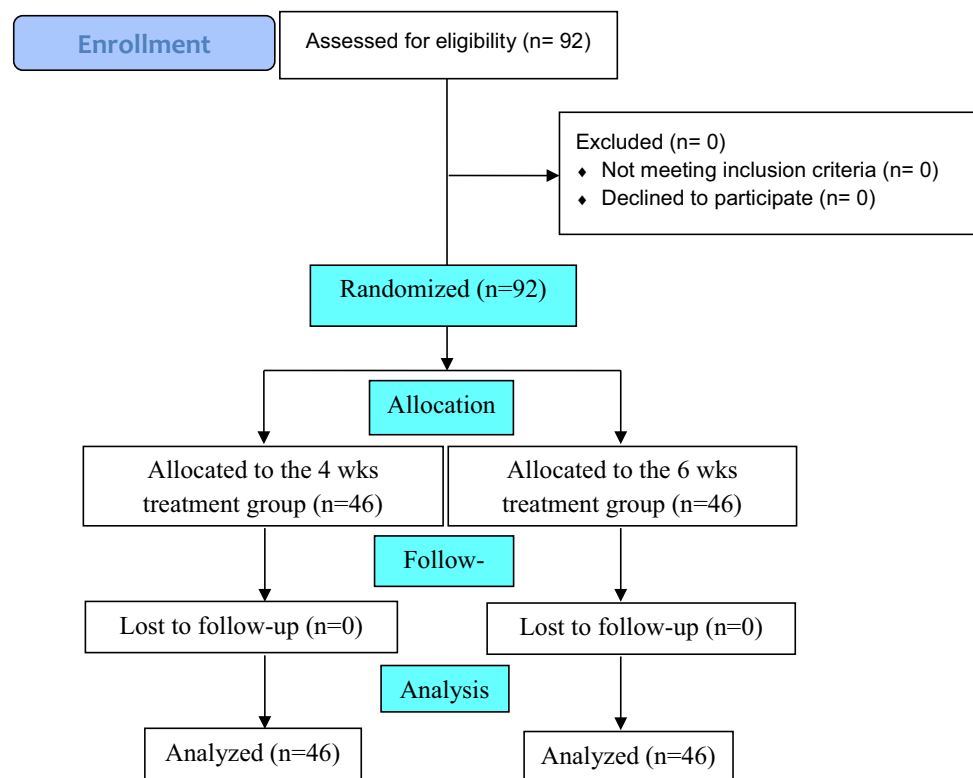 Enrollment
Assessed for eligibility (n= 92)
Excluded (n= 0)
♦ Not meeting inclusion criteria (n= 0)
♦ Declined to participate (n= 0)
Randomized (n=92)
Allocation
Allocated to the 4 wks
treatment group (n=46)
Allocated to the 6 wks
treatment group (n=46)
Follow-
Lost to follow-up (n=0)
Lost to follow-up (n=0)
Analysis
Analyzed (n=46)
Analyzed (n=46)